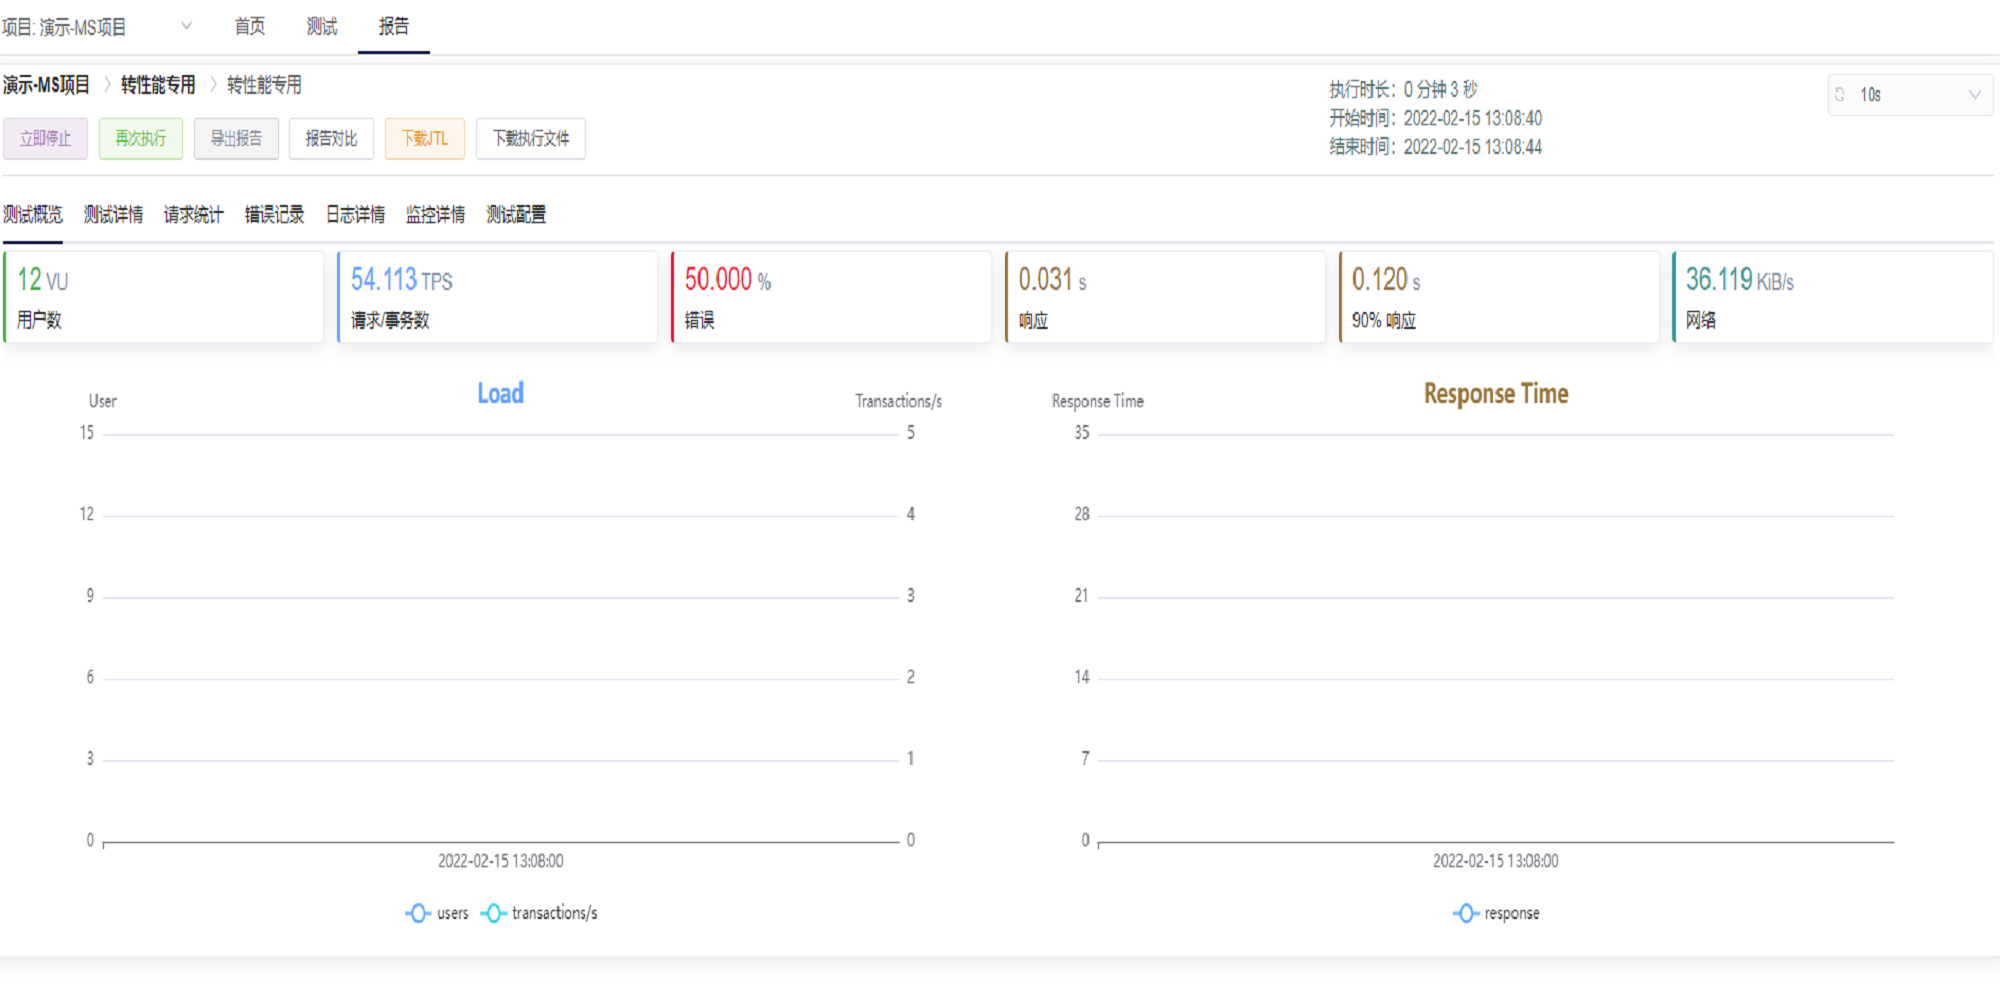 项目: 演示-MS项目 首页 测试 报告
演示-MS项目 > 转性能专用 > 转性能专用
立即停止 再次执行 导出报告 报告对比 下载JTL 下载执行文件
执行时长：0 分钟 3 秒
开始时间：2022-02-15 13:08:40
结束时间：2022-02-15 13:08:44
10s
测试概览 测试详情 请求统计 错误记录 日志详情 监控详情 测试配置
12 VU
用户数
54.113 TPS
请求/事务数
50.000 %
错误
0.031 s
响应
0.120 s
90% 响应
36.119 KiB/s
网络
Load
User
Transactions/s
15
12
9
6
3
0
5
4
3
2
1
0
2022-02-15 13:08:00
users transactions/s
Response Time
Response Time
35
28
21
14
7
0
2022-02-15 13:08:00
response